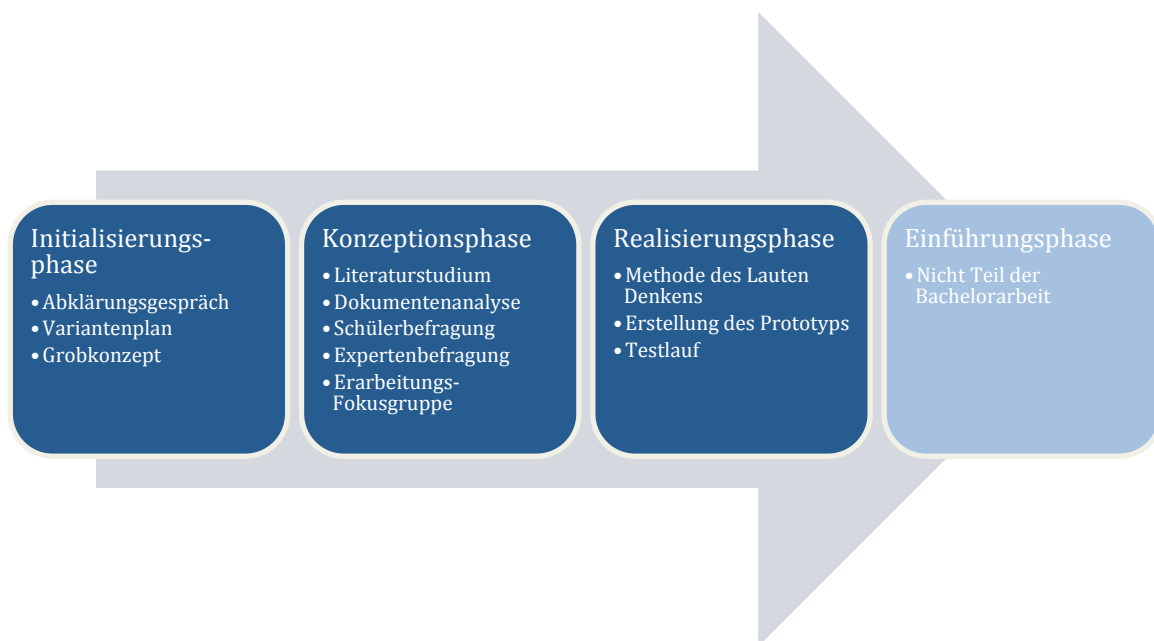 Initialisierungs-
phase
• Abklärungsgespräch
• Variantenplan
• Grobkonzept
Konzeptionsphase
• Literaturstudium
• Dokumentenanalyse
• Schülerbefragung
• Expertenbefragung
• Erarbeitungs-
Fokusgruppe
Realisierungsphase
• Methode des Lauten
Denkens
• Erstellung des Prototyps
• Testlauf
Einführungsphase
• Nicht Teil der
Bachelorarbeit